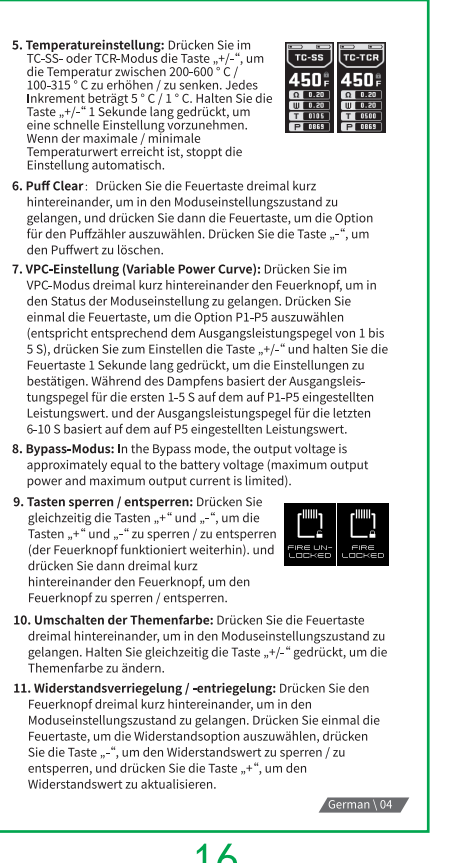 5. Temperatureinstellung: Drücken Sie im
TC-SS- oder TCR-Modus die Taste „+/-“, um
die Temperatur zwischen 200-600 ° C /
100-315 ° C zu erhöhen / zu senken. Jedes
Inkrement beträgt 5 ° C / 1 ° C. Halten Sie die
Taste „+/-“ 1 Sekunde lang gedrückt, um
eine schnelle Einstellung vorzunehmen.
Wenn der maximale / minimale
Temperaturwert erreicht ist, stoppt die
Einstellung automatisch.
TC-SS
450 F
Ω 0.20
W 0.20
T 0105
P 0869
TC-TCR
450
Ω 0.20
W 0.20
T 0500
P 0869
6. Puff Clear: Drücken Sie die Feuertaste dreimal kurz
hintereinander, um in den Moduseinstellungszustand zu
gelangen, und drücken Sie dann die Feuertaste, um die Option
für den Puffzähler auszuwählen. Drücken Sie die Taste „-“, um
den Puffwert zu löschen.
7. VPC-Einstellung (Variable Power Curve): Drücken Sie im
VPC-Modus dreimal kurz hintereinander den Feuerknopf, um in
den Status der Moduseinstellung zu gelangen. Drücken Sie
einmal die Feuertaste, um die Option P1-P5 auszuwählen
(entspricht entsprechend dem Ausgangsleistungspegel von 1 bis
5 S), drücken Sie zum Einstellen die Taste „+/-“ und halten Sie die
Feuertaste 1 Sekunde lang gedrückt, um die Einstellungen zu
bestätigen. Während des Dampfens basiert der Ausgangsleis-
tungspegel für die ersten 1-5 S auf dem auf P1-P5 eingestellten
Leistungswert. und der Ausgangsleistungspegel für die letzten
6-10 S basiert auf dem auf P5 eingestellten Leistungswert.
8. Bypass-Modus: In the Bypass mode, the output voltage is
approximately equal to the battery voltage (maximum output
power and maximum output current is limited).
9. Tasten sperren / entsperren: Drücken Sie
gleichzeitig die Tasten „+“ und „-“, um die
Tasten „+“ und „-“ zu sperren / zu entsperren
(der Feuerknopf funktioniert weiterhin). und
drücken Sie dann dreimal kurz
hintereinander den Feuerknopf, um den
Feuerknopf zu sperren / entsperren.
FIRE UN-
LOCKED
FIRE
LOCKED
10. Umschalten der Themenfarbe: Drücken Sie die Feuertaste
dreimal hintereinander, um in den Moduseinstellungszustand zu
gelangen. Halten Sie gleichzeitig die Taste „+/-“ gedrückt, um die
Themenfarbe zu ändern.
11. Widerstandsverriegelung / -entriegelung: Drücken Sie den
Feuerknopf dreimal kurz hintereinander, um in den
Moduseinstellungszustand zu gelangen. Drücken Sie einmal die
Feuertaste, um die Widerstandsoption auszuwählen, drücken
Sie die Taste „-“, um den Widerstandswert zu sperren / zu
entsperren, und drücken Sie die Taste „+“, um den
Widerstandswert zu aktualisieren.
German \ 04
16